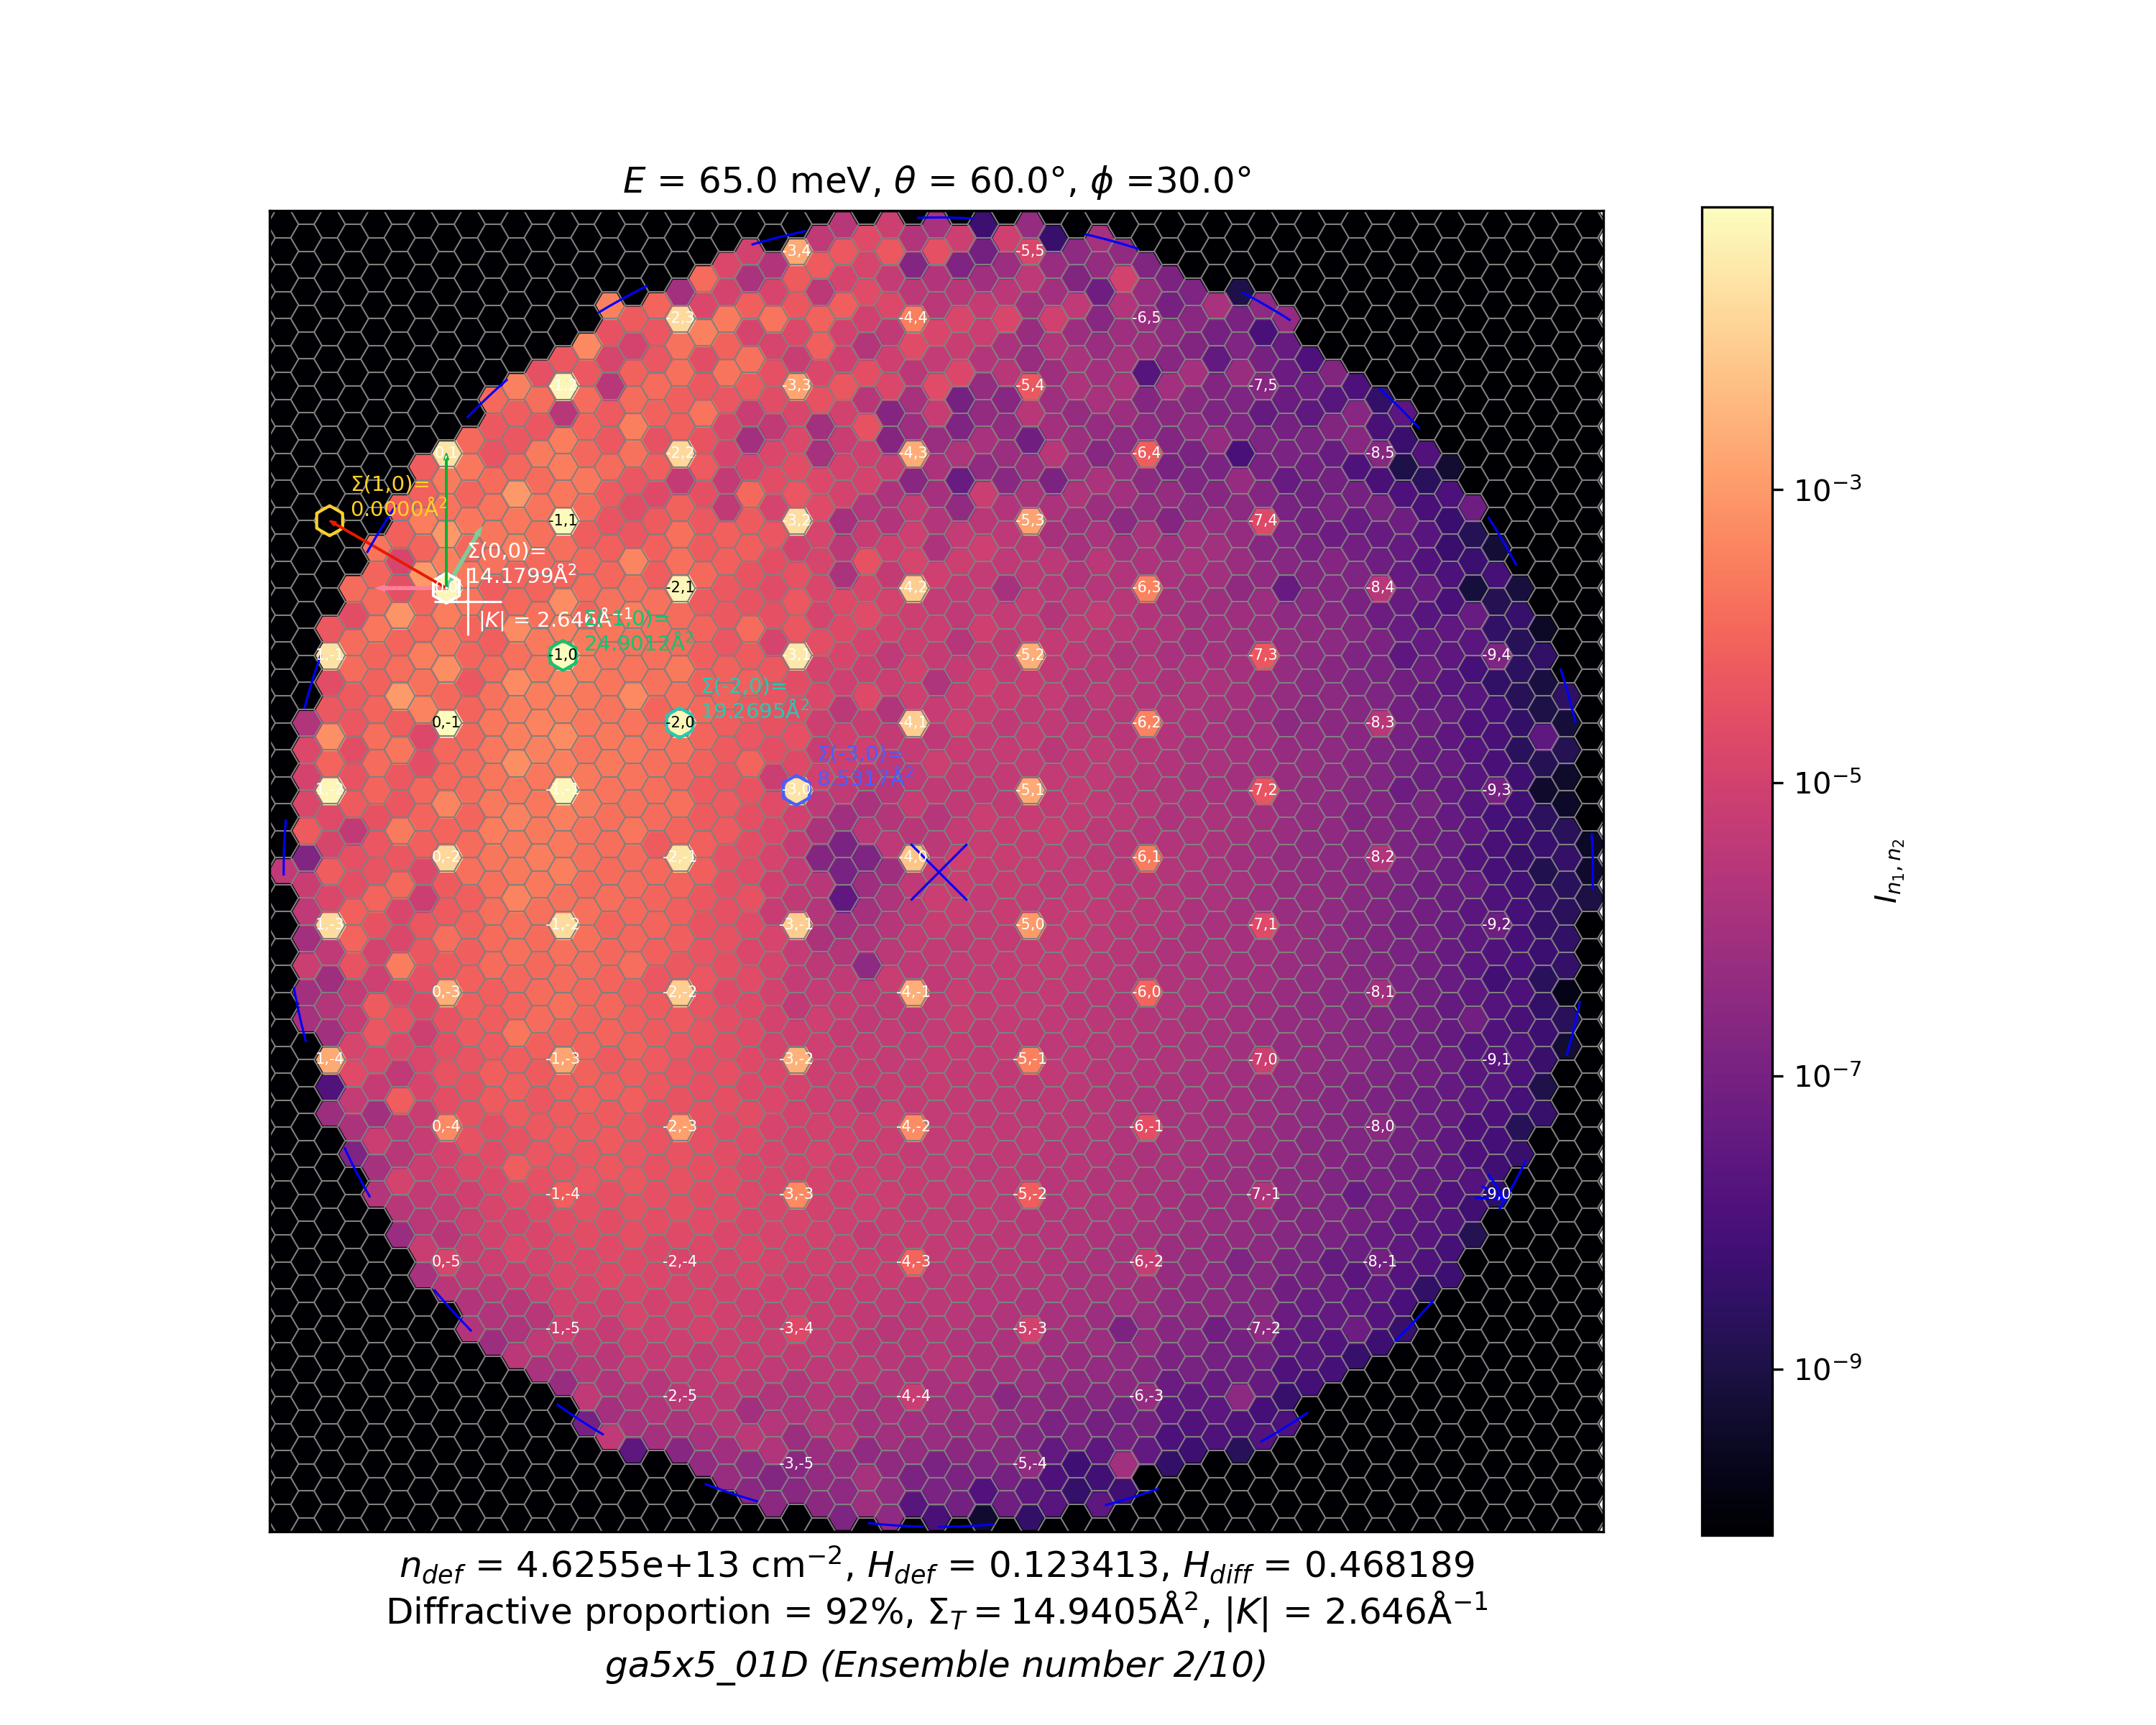 E = 65.0 meV, θ = 60.0°, ϕ =30.0°
-3,4 -5,5
-2,3 -4,4 -6,5
-3,3 -5,4 -7,5
-2,2 -4,3 -6,4 -8,5
Σ(1,0)=
0.0000Å²
-1,1 -3,2 -5,3 -7,4
Σ(0,0)=
14.1799Å²
-2,1 -4,2 -6,3 -8,4
|K| = 2.646Å⁻¹
Σ(-1,0)=
24.9012Å²
-1,0 -3,1 -5,2 -7,3 -9,4
Σ(-2,0)=
19.2695Å²
0,-1 -2,0 -4,1 -6,2 -8,3
Σ(-3,0)=
8.5317Å²
-3,0 -5,1 -7,2 -9,3
0,-2 -2,-1 -4,0 -6,1 -8,2
1,-3 -1,-2 -3,-1 -5,0 -7,1 -9,2
0,-3 -2,-2 -4,-1 -6,0 -8,1
1,-4 -1,-3 -3,-2 -5,-1 -7,0 -9,1
0,-4 -2,-3 -4,-2 -6,-1 -8,0
-1,-4 -3,-3 -5,-2 -7,-1 -9,0
0,-5 -2,-4 -4,-3 -6,-2 -8,-1
-1,-5 -3,-4 -5,-3 -7,-2
-2,-5 -4,-4 -6,-3
-3,-5 -5,-4
10⁻³
10⁻⁵
10⁻⁷
10⁻⁹
I n₁, n₂
n_def = 4.6255e+13 cm⁻², H_def = 0.123413, H_diff = 0.468189
Diffractive proportion = 92%, Σ_T = 14.9405Å², |K| = 2.646Å⁻¹
ga5x5_01D (Ensemble number 2/10)